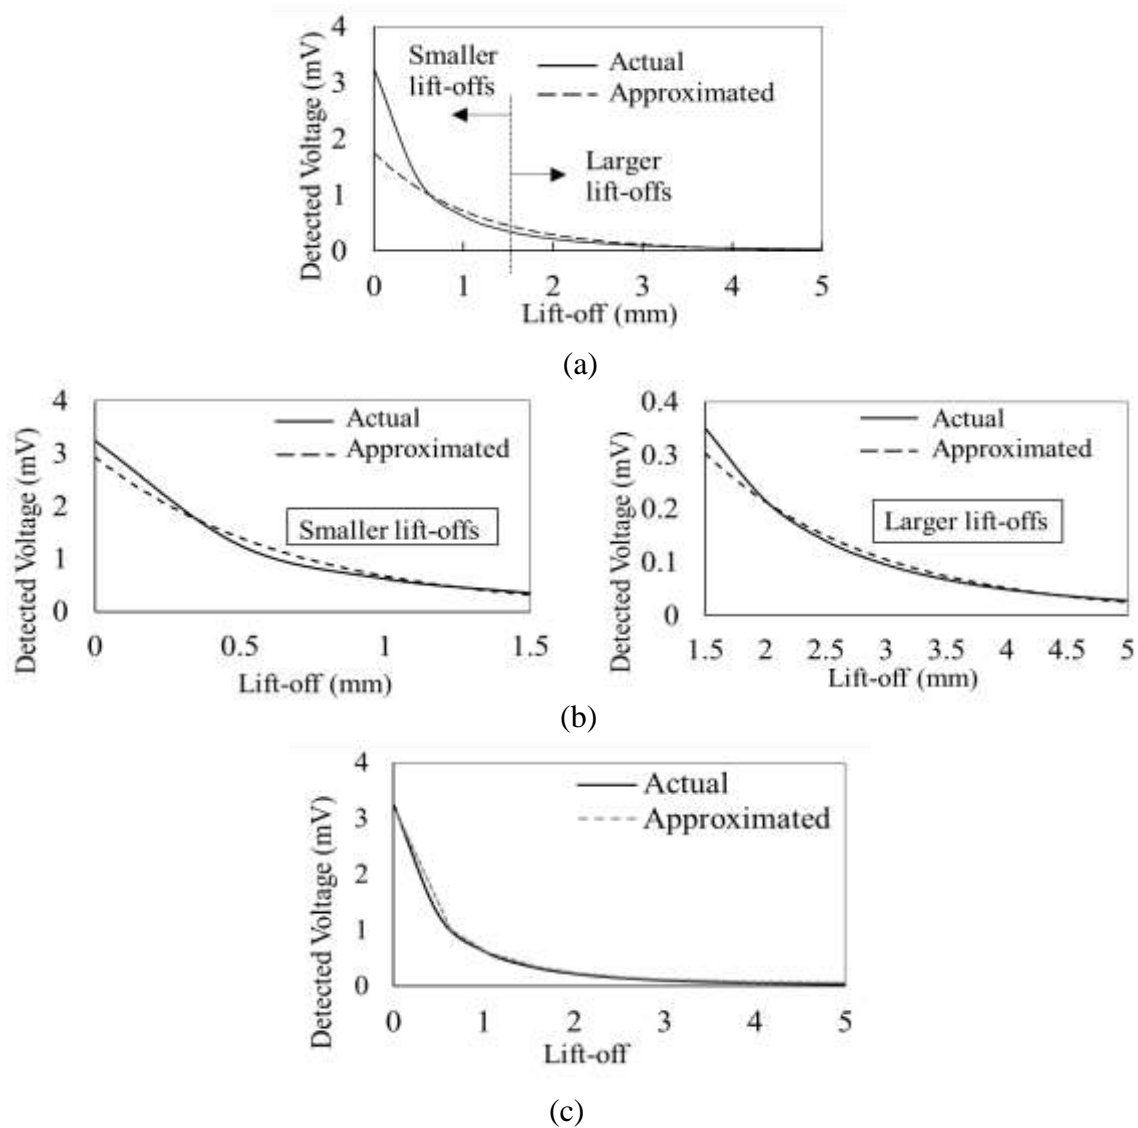 4
3
2
1
0
Detected Voltage (mV)
Smaller
lift-offs
Actual
Approximated
Larger
lift-offs
0 1 2 3 4 5
Lift-off (mm)
(a)
4
3
2
1
0
Detected Voltage (mV)
Actual
Approximated
Smaller lift-offs
0 0.5 1 1.5
Lift-off (mm)
0.4
0.3
0.2
0.1
0
Detected Voltage (mV)
Actual
Approximated
Larger lift-offs
1.5 2 2.5 3 3.5 4 4.5 5
Lift-off (mm)
(b)
4
3
2
1
0
Detected Voltage (mV)
Actual
Approximated
0 1 2 3 4 5
Lift-off
(c)